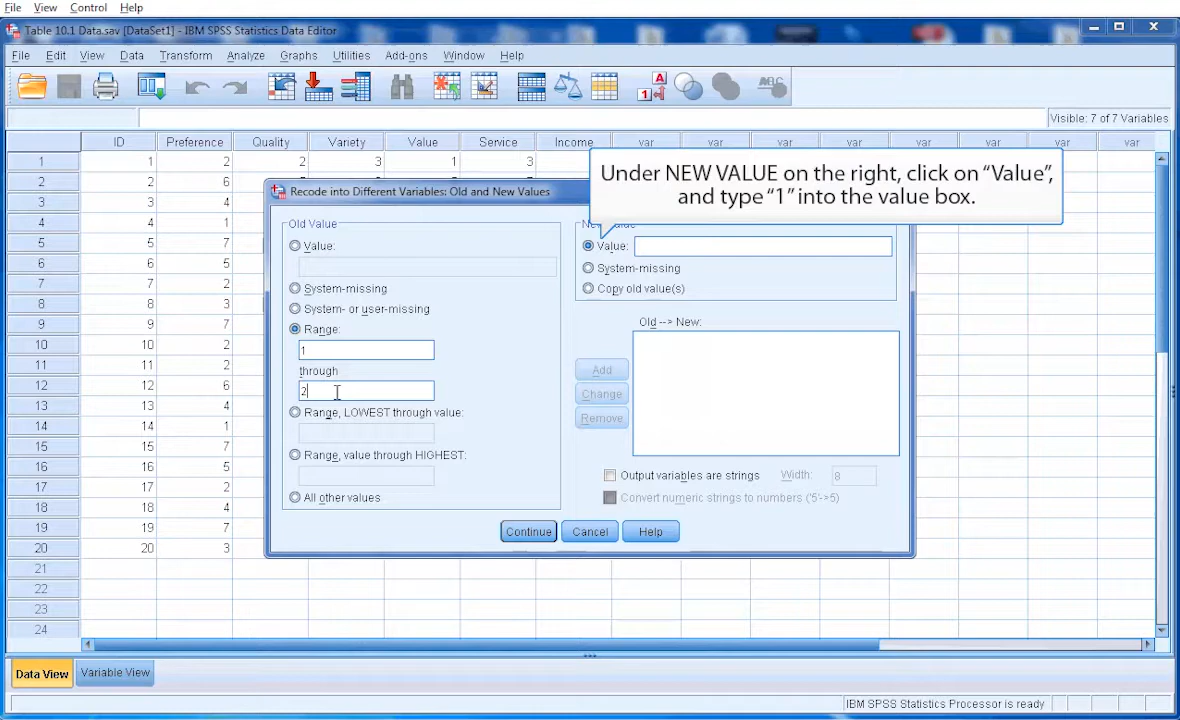 File View Control Help
Table 10.1 Data.sav [DataSet1] - IBM SPSS Statistics Data Editor
File Edit View Data Transform Analyze Graphs Utilities Add-ons Window Help
Visible: 7 of 7 Variables
ID Preference Quality Variety Value Service Income var var var var var var var
1 1 2 2 3 1 3
Under NEW VALUE on the right, click on “Value”,
and type “1” into the value box.
2 2 6
Recode into Different Variables: Old and New Values
3 3 4
4 4 1
Old Value
5 5 7
Value:
Value:
6 6 5
System-missing
7 7 2
System-missing
Copy old value(s)
8 8 3
System- or user-missing
9 9 7
Range:
Old --> New:
10 10 2
1
11 11 2
through
Add
12 12 6
2
Change
13 13 4
Range, LOWEST through value:
Remove
14 14 1
15 15 7
Range, value through HIGHEST:
16 16 5
Output variables are strings Width: 8
17 17 2
All other values
Convert numeric strings to numbers ('5'->5)
18 18 4
19 19 7
Continue Cancel Help
20 20 3
21
22
23
24
Data View Variable View
IBM SPSS Statistics Processor is ready